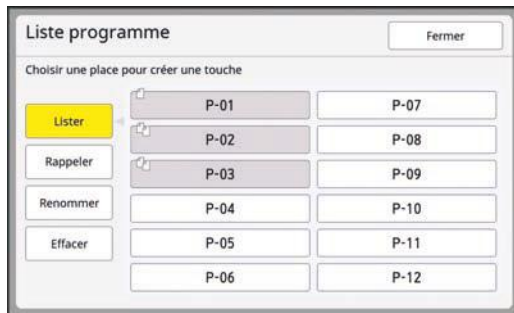 Liste programme
Fermer
Choisir une place pour créer une touche
Lister
Rappeler
Renommer
Effacer
P-01
P-02
P-03
P-04
P-05
P-06
P-07
P-08
P-09
P-10
P-11
P-12